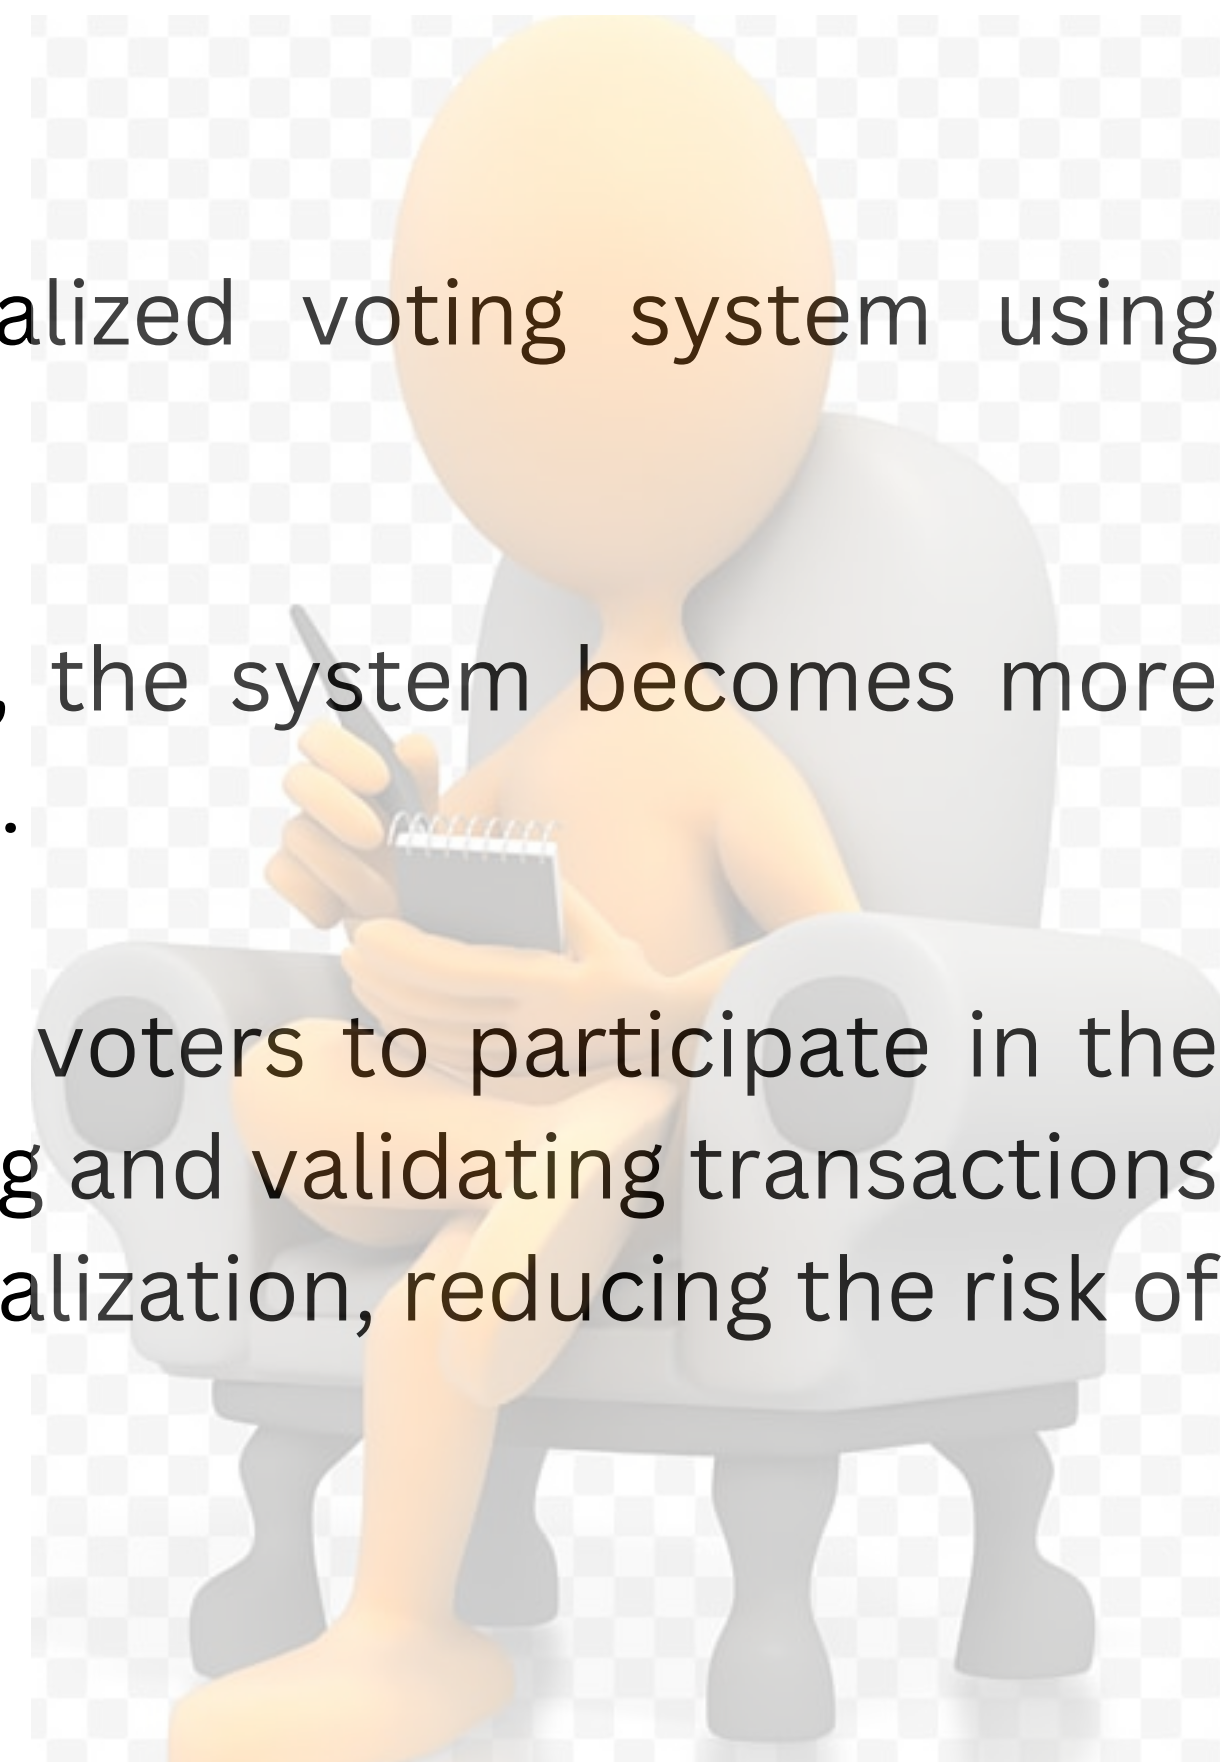 alized voting system using
, the system becomes more
.
voters to participate in the
g and validating transactions
alization, reducing the risk of